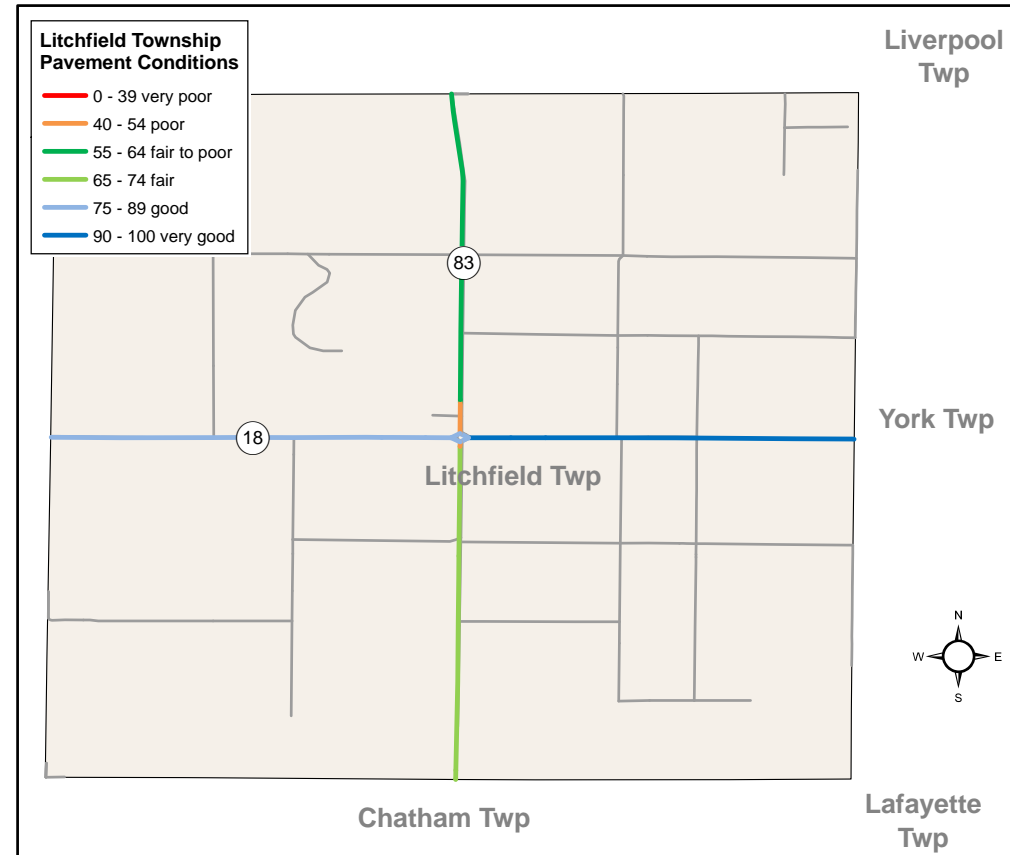 Litchfield Township
Pavement Conditions
0 - 39 very poor
40 - 54 poor
55 - 64 fair to poor
65 - 74 fair
75 - 89 good
90 - 100 very good
Liverpool
Twp
83
York Twp
18
Litchfield Twp
N
W
E
S
Chatham Twp
Lafayette
Twp